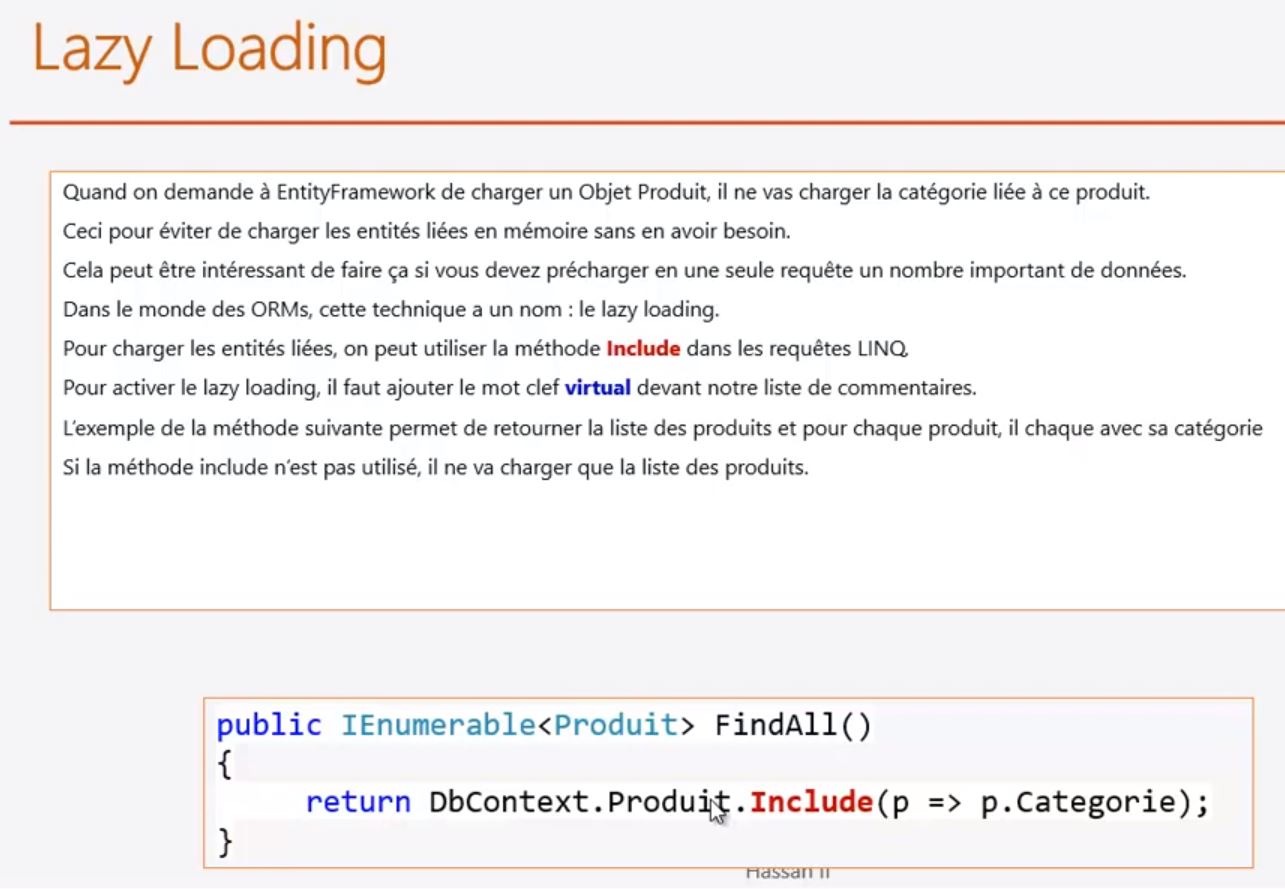 Lazy Loading
Quand on demande à EntityFramework de charger un Objet Produit, il ne vas charger la catégorie liée à ce produit.
Ceci pour éviter de charger les entités liées en mémoire sans en avoir besoin.
Cela peut être intéressant de faire ça si vous devez précharger en une seule requête un nombre important de données.
Dans le monde des ORMs, cette technique a un nom : le lazy loading.
Pour charger les entités liées, on peut utiliser la méthode Include dans les requêtes LINQ.
Pour activer le lazy loading, il faut ajouter le mot clef virtual devant notre liste de commentaires.
L'exemple de la méthode suivante permet de retourner la liste des produits et pour chaque produit, il chaque avec sa catégorie
Si la méthode include n'est pas utilisé, il ne va charger que la liste des produits.
public IEnumerable<Produit> FindAll()
{
return DbContext.Produit.Include(p => p.Categorie);
}
Hassan II